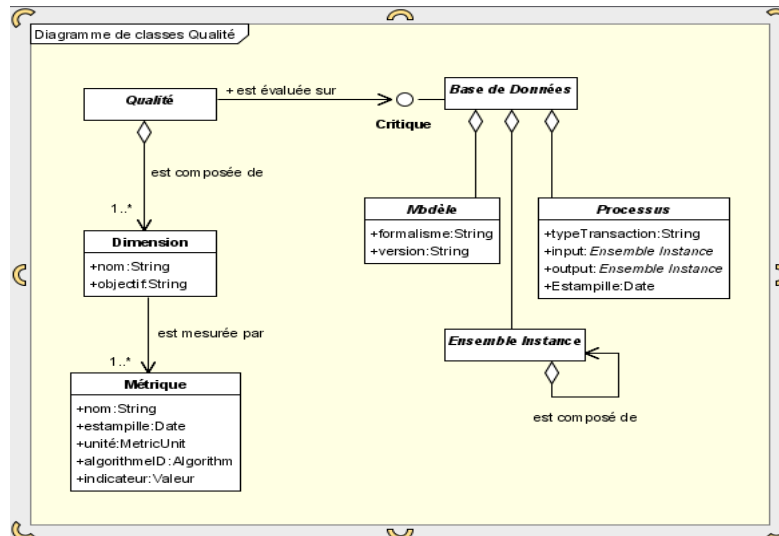 Diagramme de classes Qualité
Qualité
+ est évaluée sur
Critique
Base de Données
est composée de
1..*
Dimension
+nom:String
+objectif:String
est mesurée par
1..*
Métrique
+nom:String
+estampille:Date
+unité:MetricUnit
+algorithmeID:Algorithm
+indicateur:Valeur
Modèle
+formalisme:String
+version:String
Processus
+typeTransaction:String
+input: Ensemble Instance
+output: Ensemble Instance
+Estampille:Date
Ensemble Instance
est composé de